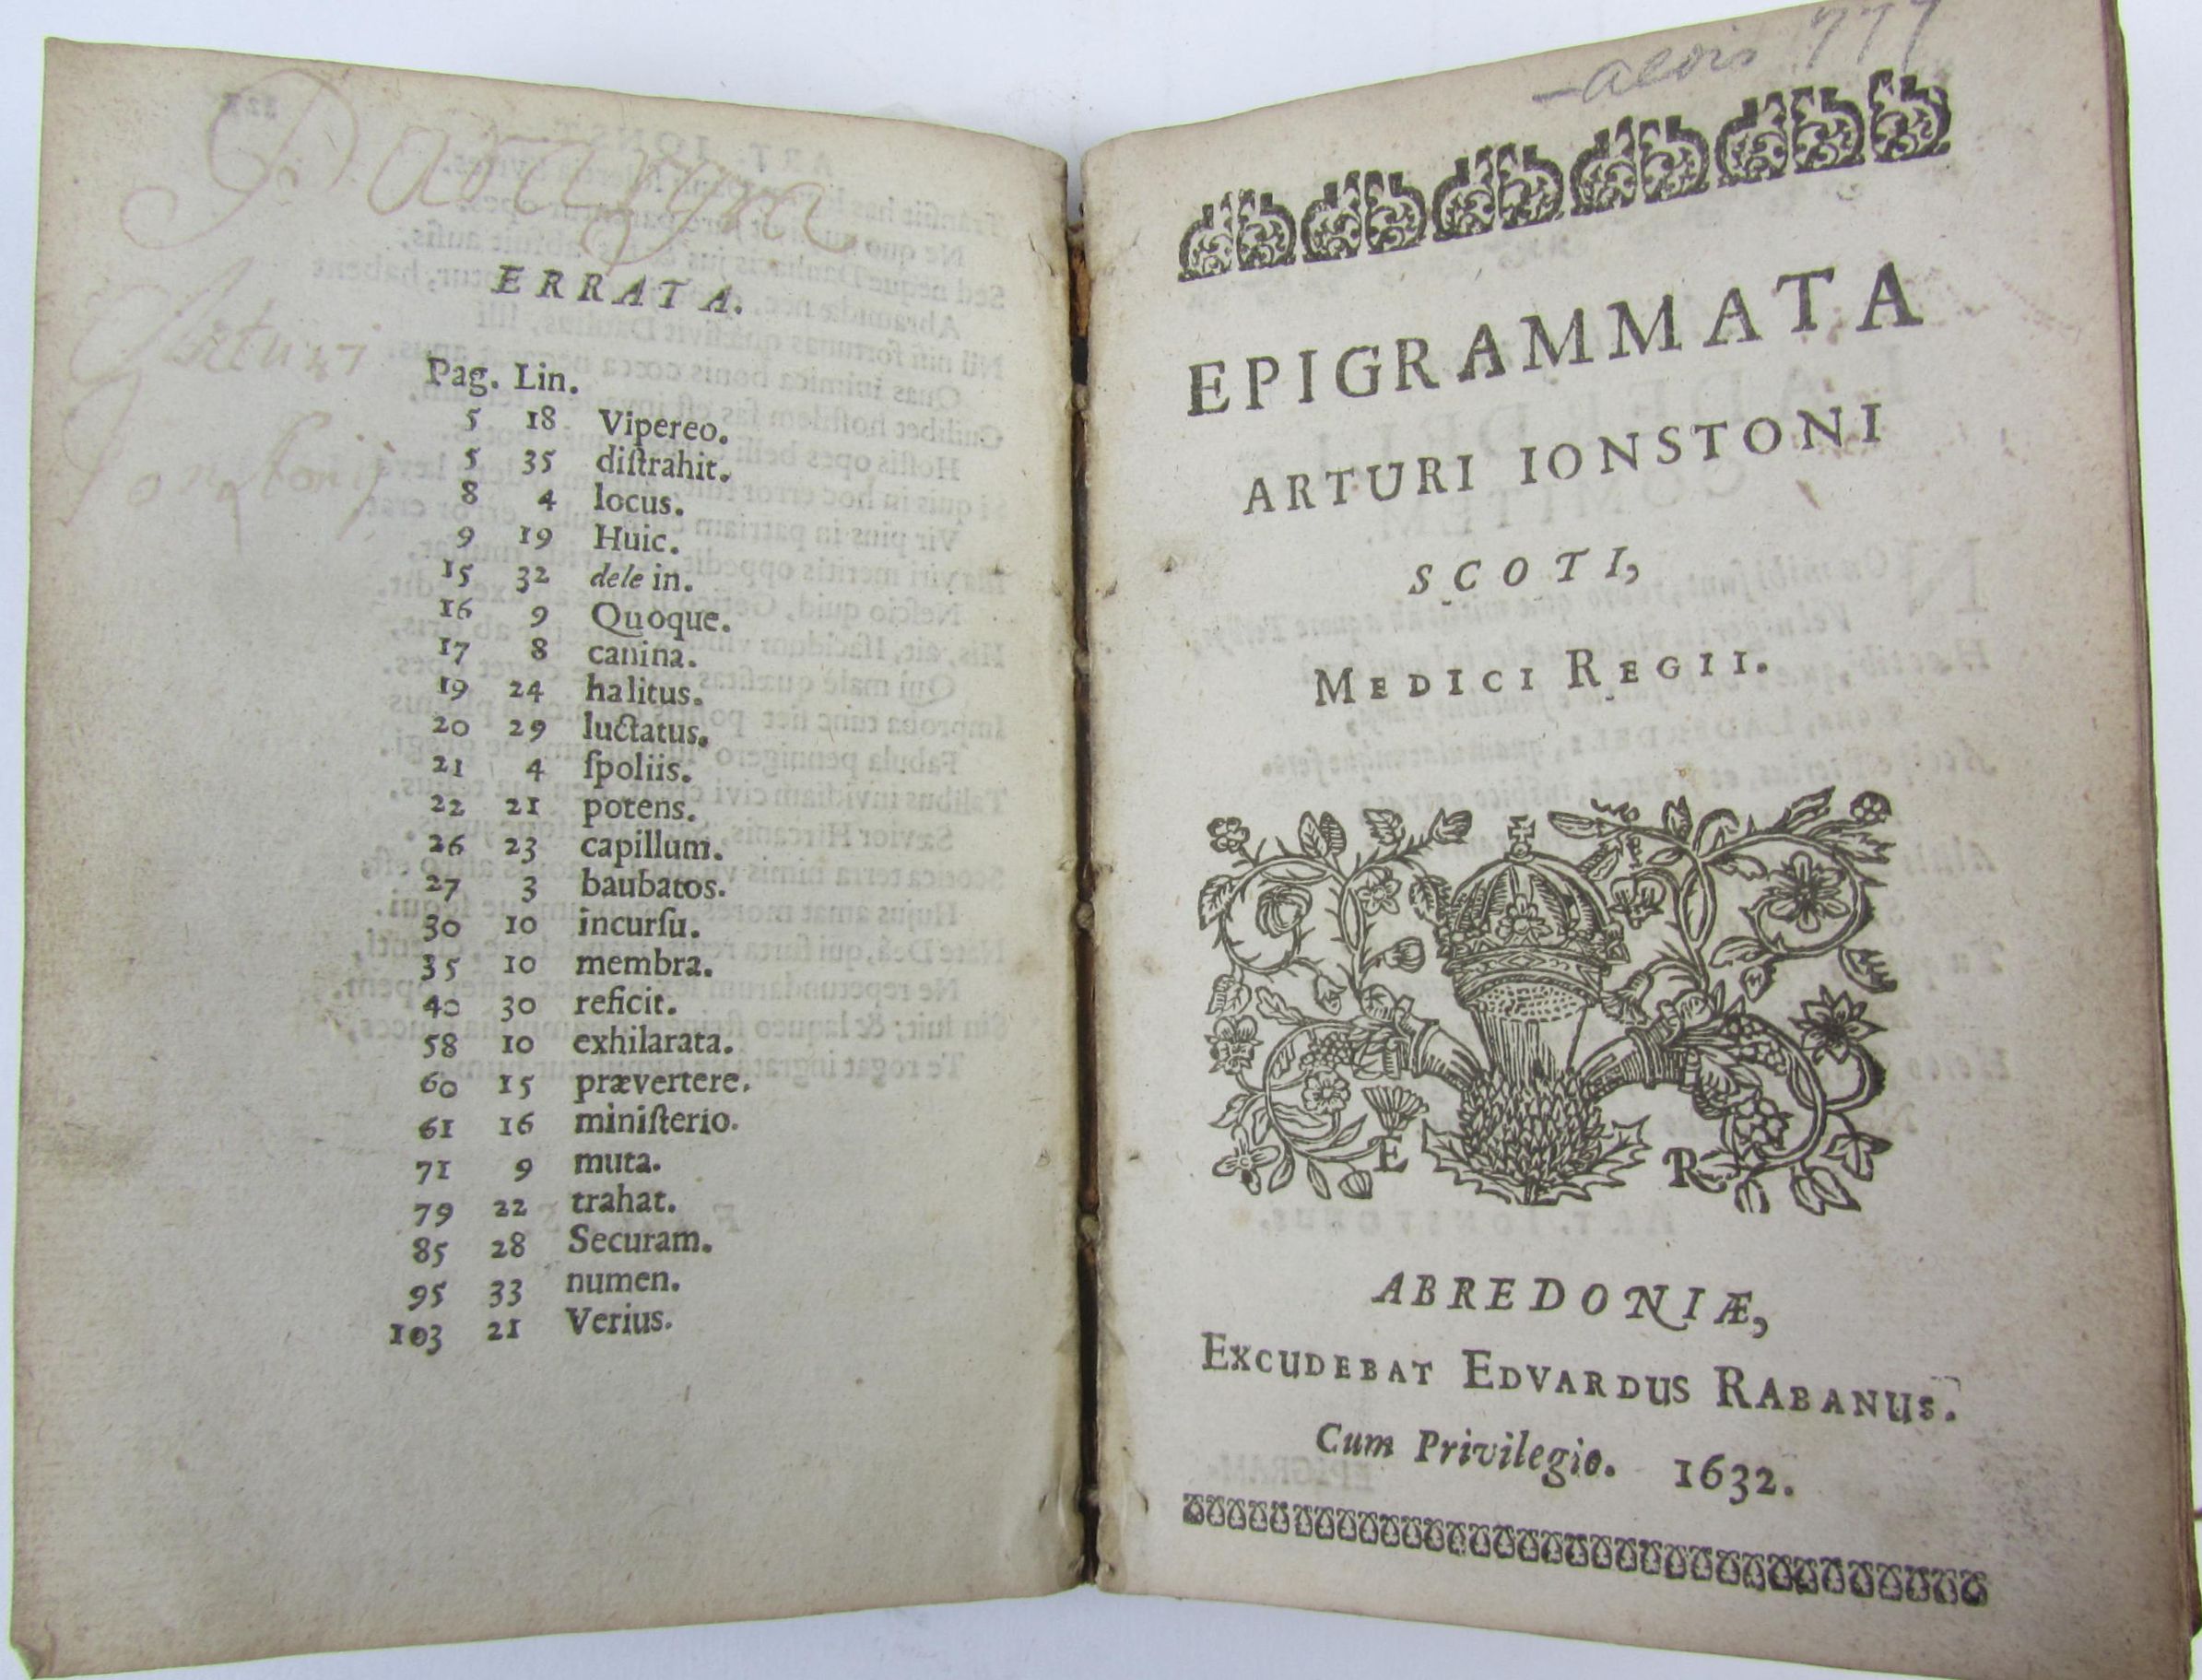 Parerga
Arturi
Jonstonij
ERRATA.
Pag. Lin.
5 18 Vipereo.
5 35 diſtrahit.
8 4 locus.
9 19 Huic.
15 32 dele in.
16 9 Quoque.
17 8 canina.
19 24 halitus.
20 29 luctatus.
21 4 ſpoliis.
22 21 potens.
26 23 capillum.
27 3 baubatos.
30 10 incurſu.
35 10 membra.
40 30 reficit.
58 10 exhilarata.
60 15 prævertere.
61 16 miniſterio.
71 9 muta.
79 22 trahat.
85 28 Securam.
95 33 numen.
103 21 Verius.
777
EPIGRAMMATA
ARTURI IONSTONI
SCOTI,
MEDICI REGII.
E R
ABREDONIÆ,
EXCUDEBAT EDVARDUS RABANUS.
Cum Privilegio. 1632.